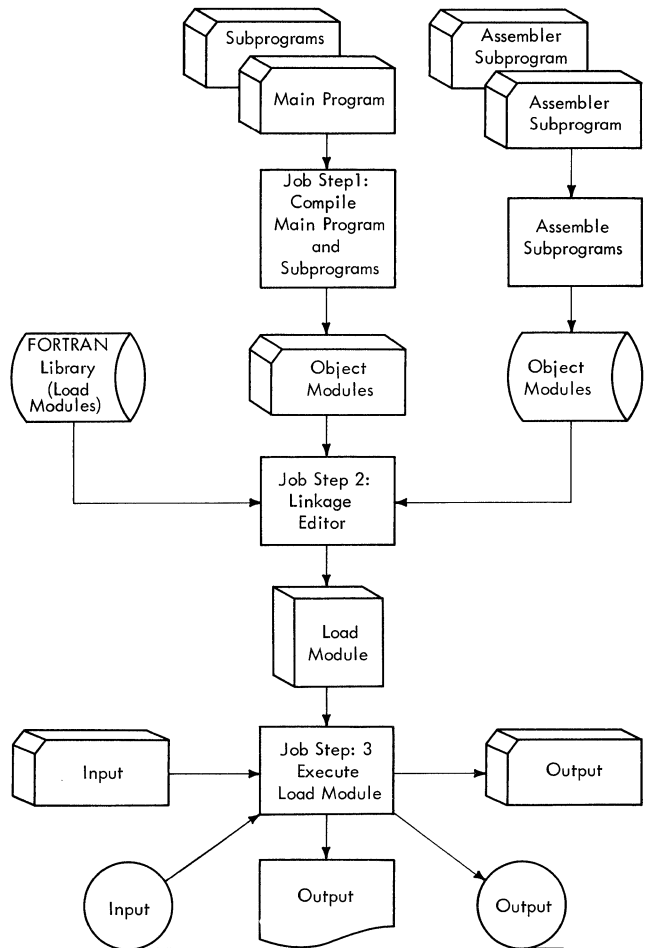 Subprograms
Main Program
Assembler
Subprogram
Assembler
Subprogram
Job Step1:
Compile
Main Program
and
Subprograms
Assemble
Subprograms
FORTRAN
Library
(Load
Modules)
Object
Modules
Object
Modules
Job Step 2:
Linkage
Editor
Load
Module
Input
Job Step: 3
Execute
Load Module
Output
Input
Output
Output